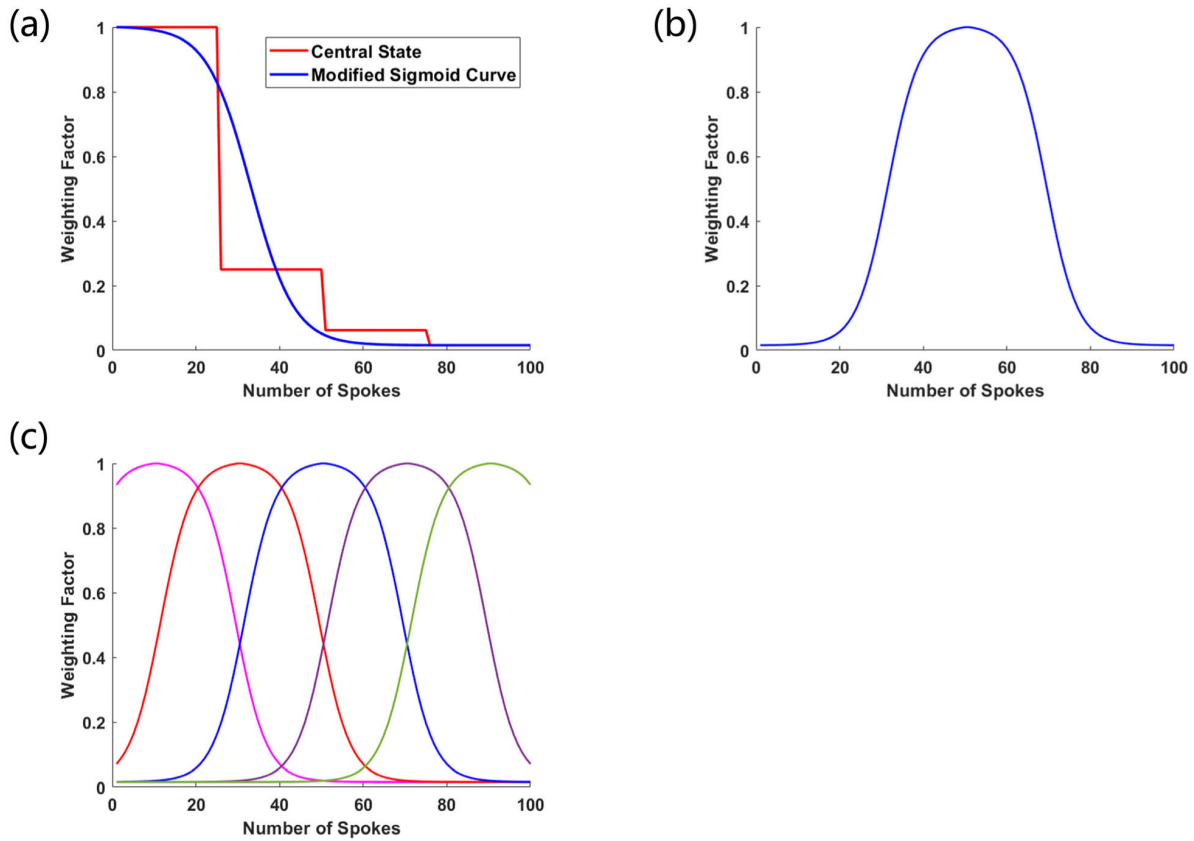 (a)
1
0.8
0.6
0.4
0.2
0
0 20 40 60 80 100
Weighting Factor
Number of Spokes
Central State
Modified Sigmoid Curve
(b)
1
0.8
0.6
0.4
0.2
0
0 20 40 60 80 100
Weighting Factor
Number of Spokes
(c)
1
0.8
0.6
0.4
0.2
0
0 20 40 60 80 100
Weighting Factor
Number of Spokes